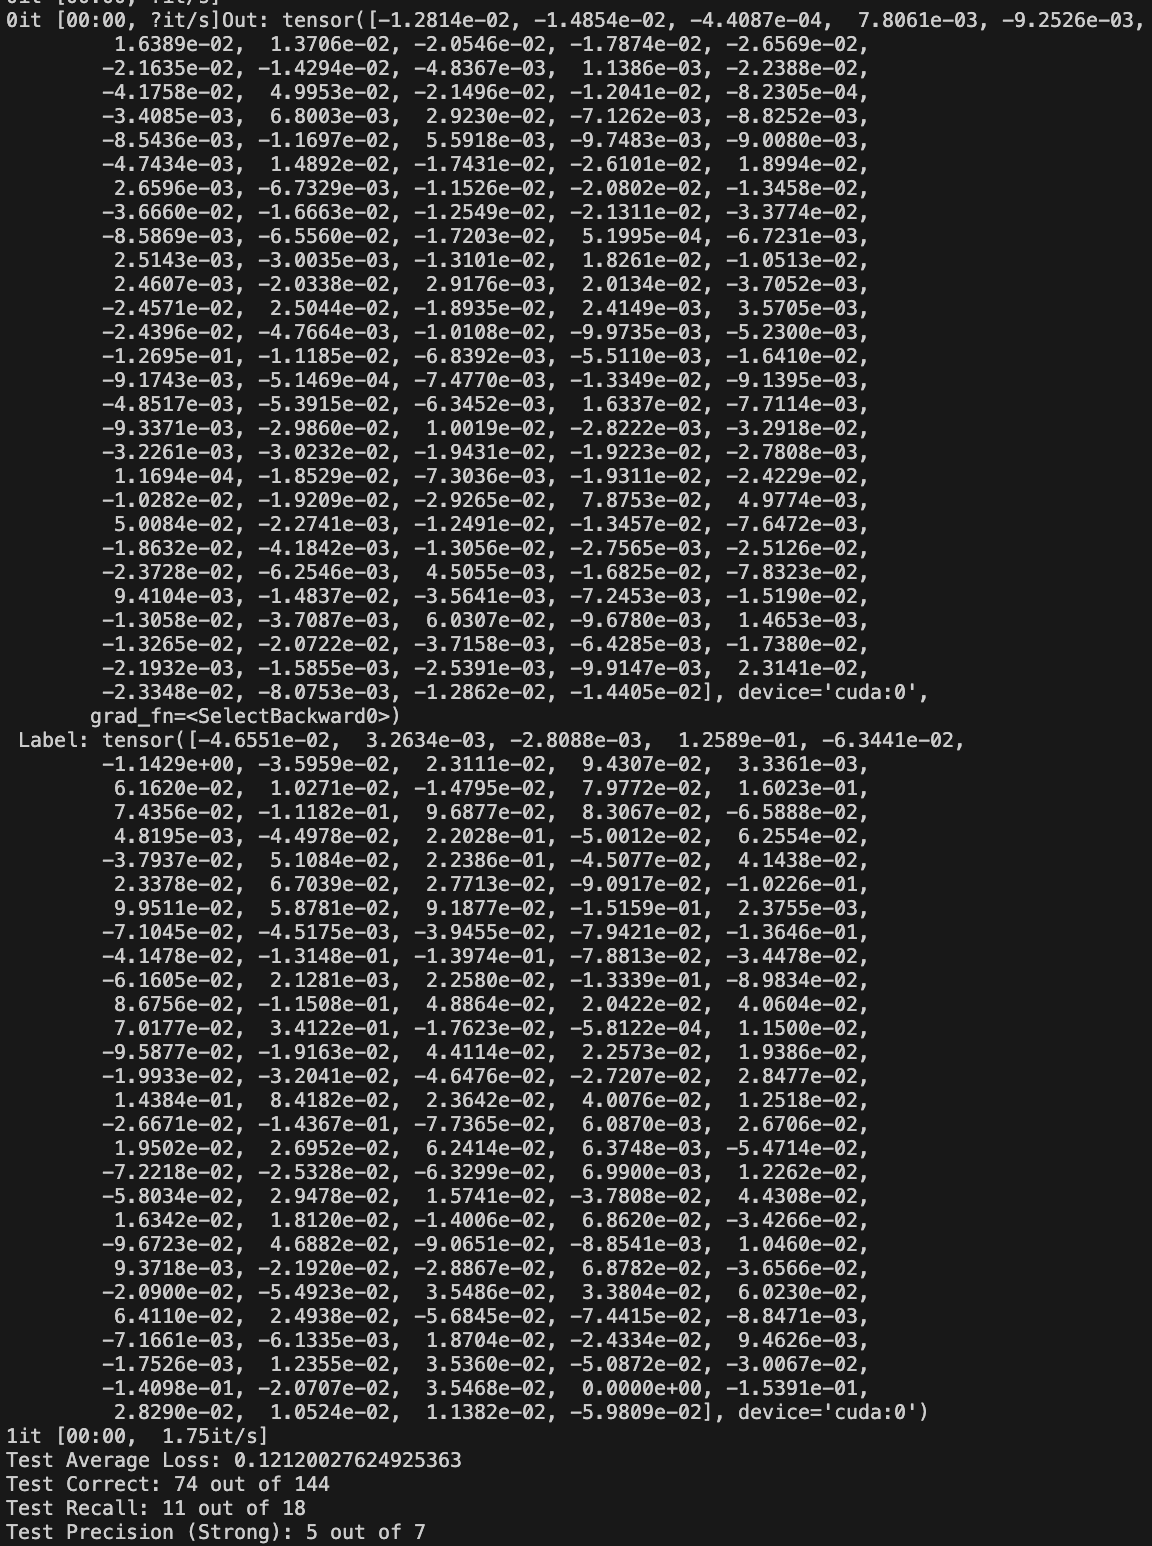 0it [00:00, ?it/s]
0it [00:00, ?it/s]Out: tensor([-1.2814e-02, -1.4854e-02, -4.4087e-04,  7.8061e-03, -9.2526e-03,
         1.6389e-02,  1.3706e-02, -2.0546e-02, -1.7874e-02, -2.6569e-02,
        -2.1635e-02, -1.4294e-02, -4.8367e-03,  1.1386e-03, -2.2388e-02,
        -4.1758e-02,  4.9953e-02, -2.1496e-02, -1.2041e-02, -8.2305e-04,
        -3.4085e-03,  6.8003e-03,  2.9230e-02, -7.1262e-03, -8.8252e-03,
        -8.5436e-03, -1.1697e-02,  5.5918e-03, -9.7483e-03, -9.0080e-03,
        -4.7434e-03,  1.4892e-02, -1.7431e-02, -2.6101e-02,  1.8994e-02,
         2.6596e-03, -6.7329e-03, -1.1526e-02, -2.0802e-02, -1.3458e-02,
        -3.6660e-02, -1.6663e-02, -1.2549e-02, -2.1311e-02, -3.3774e-02,
        -8.5869e-03, -6.5560e-02, -1.7203e-02,  5.1995e-04, -6.7231e-03,
         2.5143e-03, -3.0035e-03, -1.3101e-02,  1.8261e-02, -1.0513e-02,
         2.4607e-03, -2.0338e-02,  2.9176e-03,  2.0134e-02, -3.7052e-03,
        -2.4571e-02,  2.5044e-02, -1.8935e-02,  2.4149e-03,  3.5705e-03,
        -2.4396e-02, -4.7664e-03, -1.0108e-02, -9.9735e-03, -5.2300e-03,
        -1.2695e-01, -1.1185e-02, -6.8392e-03, -5.5110e-03, -1.6410e-02,
        -9.1743e-03, -5.1469e-04, -7.4770e-03, -1.3349e-02, -9.1395e-03,
        -4.8517e-03, -5.3915e-02, -6.3452e-03,  1.6337e-02, -7.7114e-03,
        -9.3371e-03, -2.9860e-02,  1.0019e-02, -2.8222e-03, -3.2918e-02,
        -3.2261e-03, -3.0232e-02, -1.9431e-02, -1.9223e-02, -2.7808e-03,
         1.1694e-04, -1.8529e-02, -7.3036e-03, -1.9311e-02, -2.4229e-02,
        -1.0282e-02, -1.9209e-02, -2.9265e-02,  7.8753e-02,  4.9774e-03,
         5.0084e-02, -2.2741e-03, -1.2491e-02, -1.3457e-02, -7.6472e-03,
        -1.8632e-02, -4.1842e-03, -1.3056e-02, -2.7565e-03, -2.5126e-02,
        -2.3728e-02, -6.2546e-03,  4.5055e-03, -1.6825e-02, -7.8323e-02,
         9.4104e-03, -1.4837e-02, -3.5641e-03, -7.2453e-03, -1.5190e-02,
        -1.3058e-02, -3.7087e-03,  6.0307e-02, -9.6780e-03,  1.4653e-03,
        -1.3265e-02, -2.0722e-02, -3.7158e-03, -6.4285e-03, -1.7380e-02,
        -2.1932e-03, -1.5855e-03, -2.5391e-03, -9.9147e-03,  2.3141e-02,
        -2.3348e-02, -8.0753e-03, -1.2862e-02, -1.4405e-02], device='cuda:0',
       grad_fn=<SelectBackward0>)
 Label: tensor([-4.6551e-02,  3.2634e-03, -2.8088e-03,  1.2589e-01, -6.3441e-02,
        -1.1429e+00, -3.5959e-02,  2.3111e-02,  9.4307e-02,  3.3361e-03,
         6.1620e-02,  1.0271e-02, -1.4795e-02,  7.9772e-02,  1.6023e-01,
         7.4356e-02, -1.1182e-01,  9.6877e-02,  8.3067e-02, -6.5888e-02,
         4.8195e-03, -4.4978e-02,  2.2028e-01, -5.0012e-02,  6.2554e-02,
        -3.7937e-02,  5.1084e-02,  2.2386e-01, -4.5077e-02,  4.1438e-02,
         2.3378e-02,  6.7039e-02,  2.7713e-02, -9.0917e-02, -1.0226e-01,
         9.9511e-02,  5.8781e-02,  9.1877e-02, -1.5159e-01,  2.3755e-03,
        -7.1045e-02, -4.5175e-03, -3.9455e-02, -7.9421e-02, -1.3646e-01,
        -4.1478e-02, -1.3148e-01, -1.3974e-01, -7.8813e-02, -3.4478e-02,
        -6.1605e-02,  2.1281e-03,  2.2580e-02, -1.3339e-01, -8.9834e-02,
         8.6756e-02, -1.1508e-01,  4.8864e-02,  2.0422e-02,  4.0604e-02,
         7.0177e-02,  3.4122e-01, -1.7623e-02, -5.8122e-04,  1.1500e-02,
        -9.5877e-02, -1.9163e-02,  4.4114e-02,  2.2573e-02,  1.9386e-02,
        -1.9933e-02, -3.2041e-02, -4.6476e-02, -2.7207e-02,  2.8477e-02,
         1.4384e-01,  8.4182e-02,  2.3642e-02,  4.0076e-02,  1.2518e-02,
        -2.6671e-02, -1.4367e-01, -7.7365e-02,  6.0870e-03,  2.6706e-02,
         1.9502e-02,  2.6952e-02,  6.2414e-02,  6.3748e-03, -5.4714e-02,
        -7.2218e-02, -2.5328e-02, -6.3299e-02,  6.9900e-03,  1.2262e-02,
        -5.8034e-02,  2.9478e-02,  1.5741e-02, -3.7808e-02,  4.4308e-02,
         1.6342e-02,  1.8120e-02, -1.4006e-02,  6.8620e-02, -3.4266e-02,
        -9.6723e-02,  4.6882e-02, -9.0651e-02, -8.8541e-03,  1.0460e-02,
         9.3718e-03, -2.1920e-02, -2.8867e-02,  6.8782e-02, -3.6566e-02,
        -2.0900e-02, -5.4923e-02,  3.5486e-02,  3.3804e-02,  6.0230e-02,
         6.4110e-02,  2.4938e-02, -5.6845e-02, -7.4415e-02, -8.8471e-03,
        -7.1661e-03, -6.1335e-03,  1.8704e-02, -2.4334e-02,  9.4626e-03,
        -1.7526e-03,  1.2355e-02,  3.5360e-02, -5.0872e-02, -3.0067e-02,
        -1.4098e-01, -2.0707e-02,  3.5468e-02,  0.0000e+00, -1.5391e-01,
         2.8290e-02,  1.0524e-02,  1.1382e-02, -5.9809e-02], device='cuda:0')
1it [00:00,  1.75it/s]
Test Average Loss: 0.12120027624925363
Test Correct: 74 out of 144
Test Recall: 11 out of 18
Test Precision (Strong): 5 out of 7